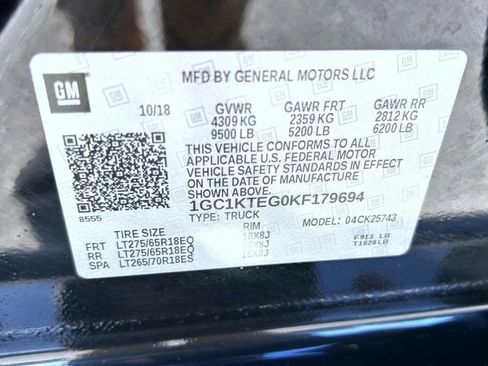 GM
MFD BY GENERAL MOTORS LLC
10/18 GVWR GAWR FRT GAWR RR
4309 KG 2359 KG 2812 KG
9500 LB 5200 LB 6200 LB
THIS VEHICLE CONFORMS TO ALL
APPLICABLE U.S. FEDERAL MOTOR
VEHICLE SAFETY STANDARDS IN EFFECT
ON THE DATE OF MANUFACTURE
SHOWN ABOVE.
8555 1GC1KTEG0KF179694
TYPE: TRUCK MODEL: 04CK25743
TIRE SIZE RIM
FRT LT275/65R18EQ 18X8J F913 LB
RR LT275/65R18EQ 18X8J T1828LB
SPA LT265/70R18ES 18X8J